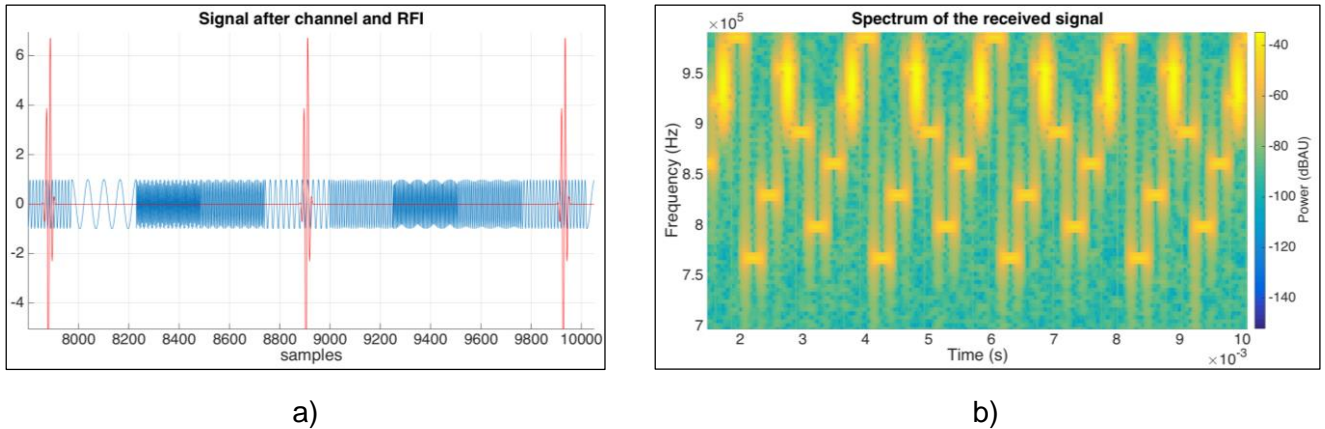 Signal after channel and RFI
6
4
2
0
-2
-4
8000 8200 8400 8600 8800 9000 9200 9400 9600 9800 10000
samples
a)
×10⁵ Spectrum of the received signal
9.5
9
8.5
8
7.5
7
Frequency (Hz)
2 3 4 5 6 7 8 9 10
Time (s)
×10⁻³
-40
-60
-80
-100
-120
-140
Power (dBAU)
b)